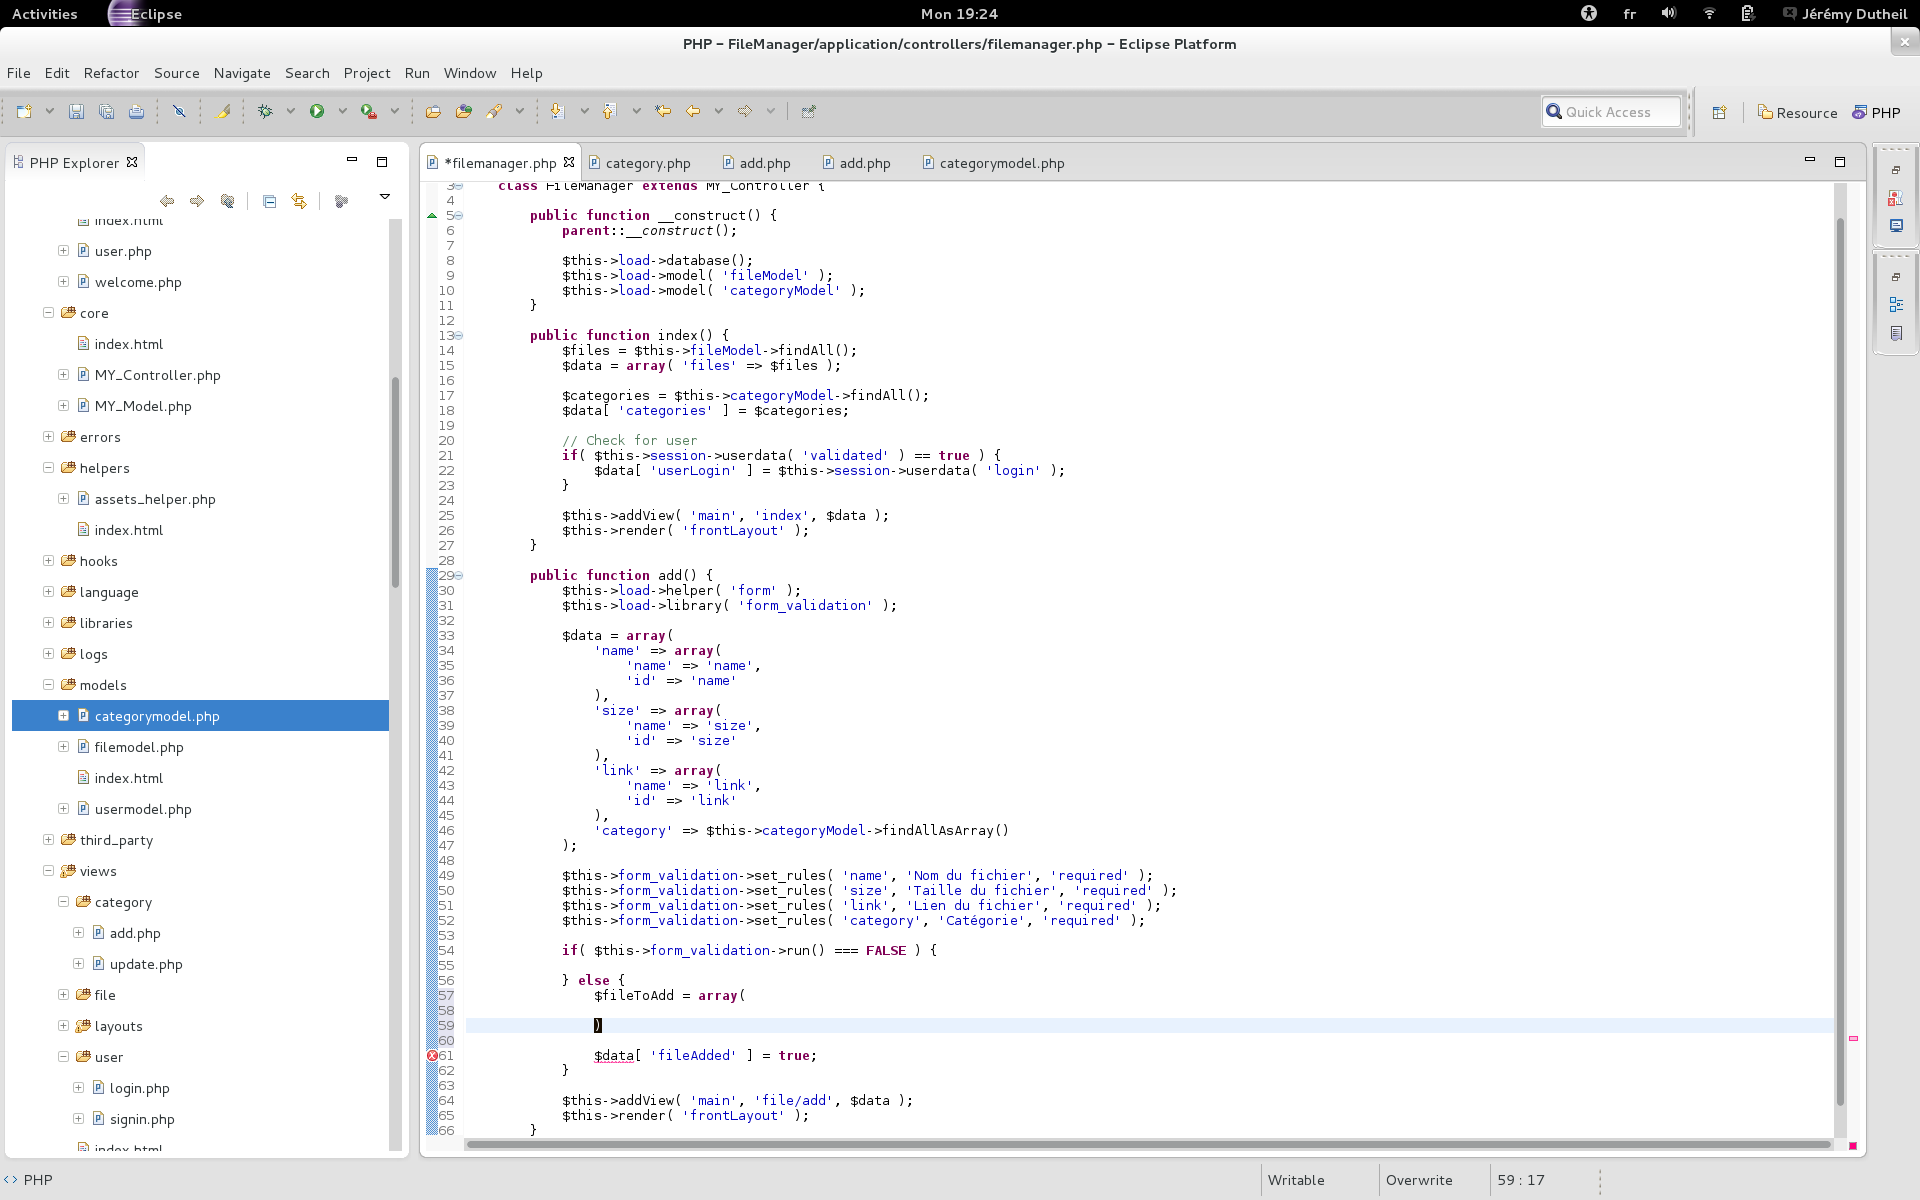 Activities
Eclipse
Mon 19:24
fr
Jérémy Dutheil
PHP – FileManager/application/controllers/filemanager.php – Eclipse Platform
File Edit Refactor Source Navigate Search Project Run Window Help
Quick Access
Resource
PHP
PHP Explorer
index.html
user.php
welcome.php
core
index.html
MY_Controller.php
MY_Model.php
errors
helpers
assets_helper.php
index.html
hooks
language
libraries
logs
models
categorymodel.php
filemodel.php
index.html
usermodel.php
third_party
views
category
add.php
update.php
file
layouts
user
login.php
signin.php
index.html
*filemanager.php
category.php
add.php
add.php
categorymodel.php
3 class FileManager extends MY_Controller {
4
5 public function __construct() {
6 parent::__construct();
7
8 $this->load->database();
9 $this->load->model( 'fileModel' );
10 $this->load->model( 'categoryModel' );
11 }
12
13 public function index() {
14 $files = $this->fileModel->findAll();
15 $data = array( 'files' => $files );
16
17 $categories = $this->categoryModel->findAll();
18 $data[ 'categories' ] = $categories;
19
20 // Check for user
21 if( $this->session->userdata( 'validated' ) == true ) {
22 $data[ 'userLogin' ] = $this->session->userdata( 'login' );
23 }
24
25 $this->addView( 'main', 'index', $data );
26 $this->render( 'frontLayout' );
27 }
28
29 public function add() {
30 $this->load->helper( 'form' );
31 $this->load->library( 'form_validation' );
32
33 $data = array(
34 'name' => array(
35 'name' => 'name',
36 'id' => 'name'
37 ),
38 'size' => array(
39 'name' => 'size',
40 'id' => 'size'
41 ),
42 'link' => array(
43 'name' => 'link',
44 'id' => 'link'
45 ),
46 'category' => $this->categoryModel->findAllAsArray()
47 );
48
49 $this->form_validation->set_rules( 'name', 'Nom du fichier', 'required' );
50 $this->form_validation->set_rules( 'size', 'Taille du fichier', 'required' );
51 $this->form_validation->set_rules( 'link', 'Lien du fichier', 'required' );
52 $this->form_validation->set_rules( 'category', 'Catégorie', 'required' );
53
54 if( $this->form_validation->run() === FALSE ) {
55
56 } else {
57 $fileToAdd = array(
58
59 )
60
61 $data[ 'fileAdded' ] = true;
62 }
63
64 $this->addView( 'main', 'file/add', $data );
65 $this->render( 'frontLayout' );
66 }
PHP
Writable
Overwrite
59 : 17